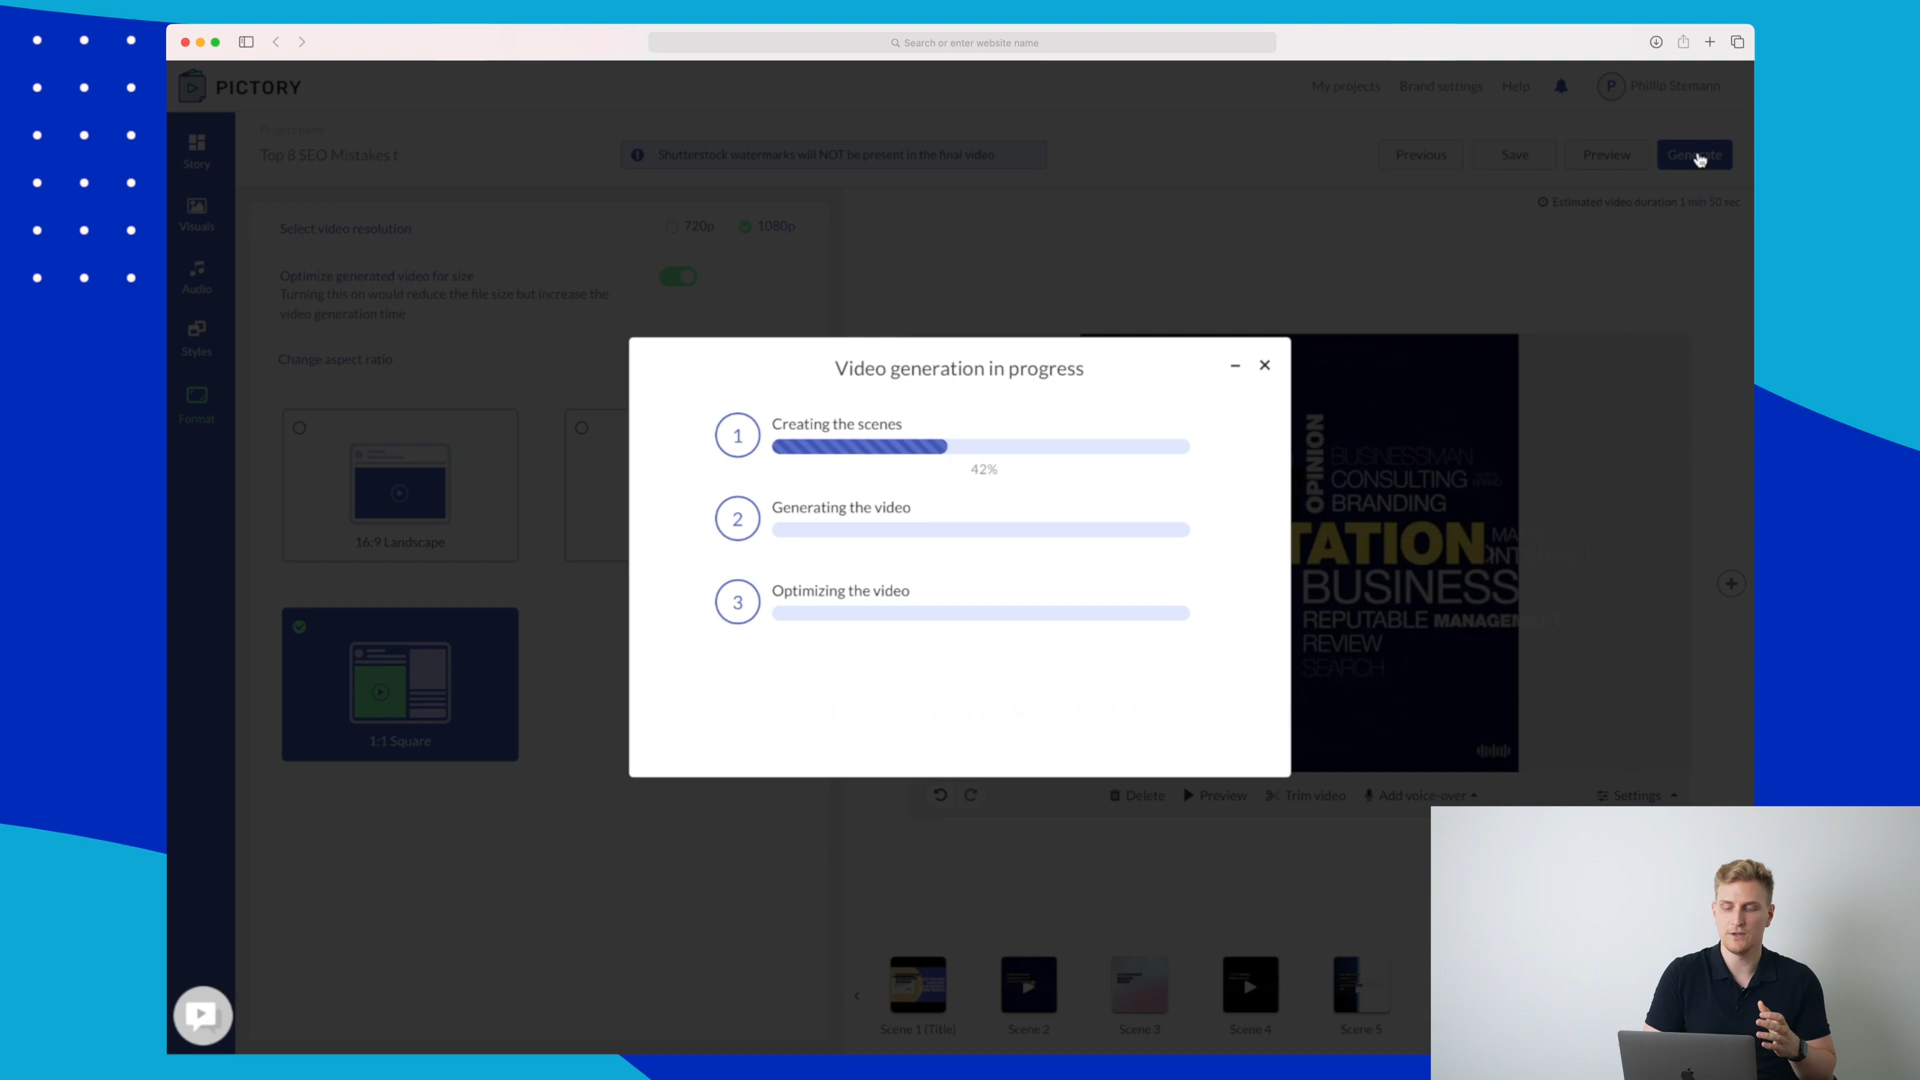 Search or enter website name
PICTORY
My projects Brand settings Help P Phillip Stemann
Project name
Top 8 SEO Mistakes t
Shutterstock watermarks will NOT be present in the final video
Previous Save Preview Generate
Estimated video duration 1 min 50 sec
Story
Visuals
Audio
Styles
Format
Select video resolution 720p 1080p
Optimize generated video for size
Turning this on would reduce the file size but increase the
video generation time
Change aspect ratio
16:9 Landscape
1:1 Square
Video generation in progress
1 Creating the scenes
42%
2 Generating the video
3 Optimizing the video
OPINION
BUSINESSMAN
CONSULTING
BRAND
BRANDING
TATION
BUSINESS
REPUTABLE MANAGEM
REVIEW
SEARCH
Delete Preview Trim video Add voice-over Settings
Scene 1 (Title) Scene 2 Scene 3 Scene 4 Scene 5